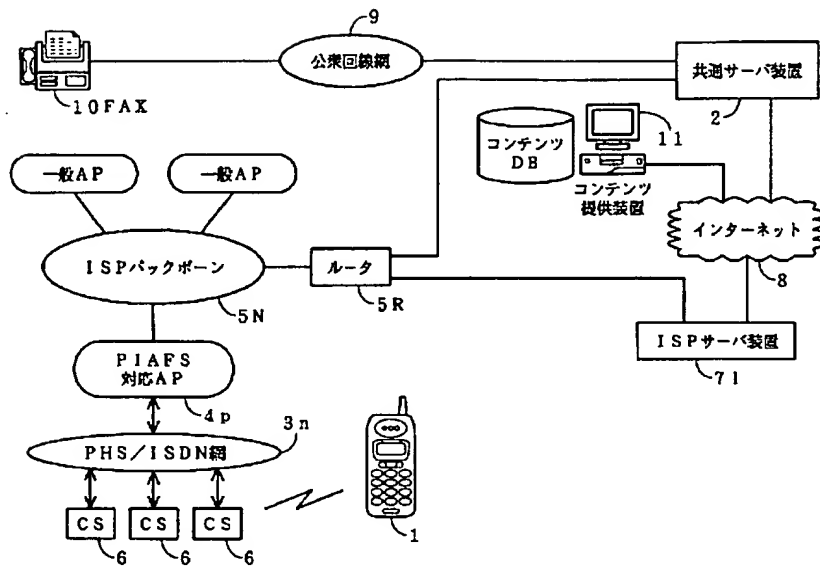 9
公衆回線網
共通サーバ装置
2
10FAX
11
コンテンツ
DB
コンテンツ
提供装置
一般AP
一般AP
インターネット
8
ISPバックボーン
5N
ルータ
5R
ISPサーバ装置
7I
PIAFS
対応AP
4p
3n
PHS/ISDN網
CS
CS
CS
6
6
6
1